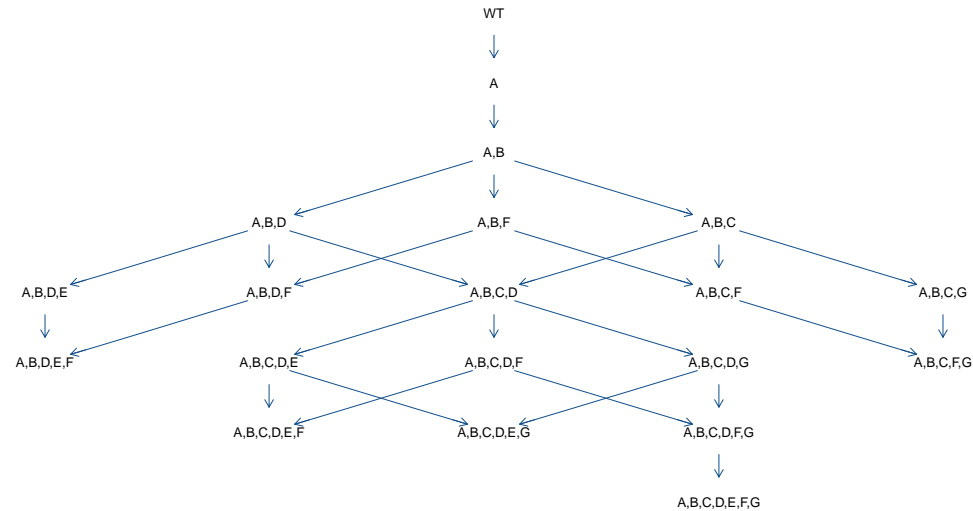 WT
A
A,B
A,B,D
A,B,F
A,B,C
A,B,D,E
A,B,D,F
A,B,C,D
A,B,C,F
A,B,C,G
A,B,D,E,F
A,B,C,D,E
A,B,C,D,F
A,B,C,D,G
A,B,C,F,G
A,B,C,D,E,F
A,B,C,D,E,G
A,B,C,D,F,G
A,B,C,D,E,F,G